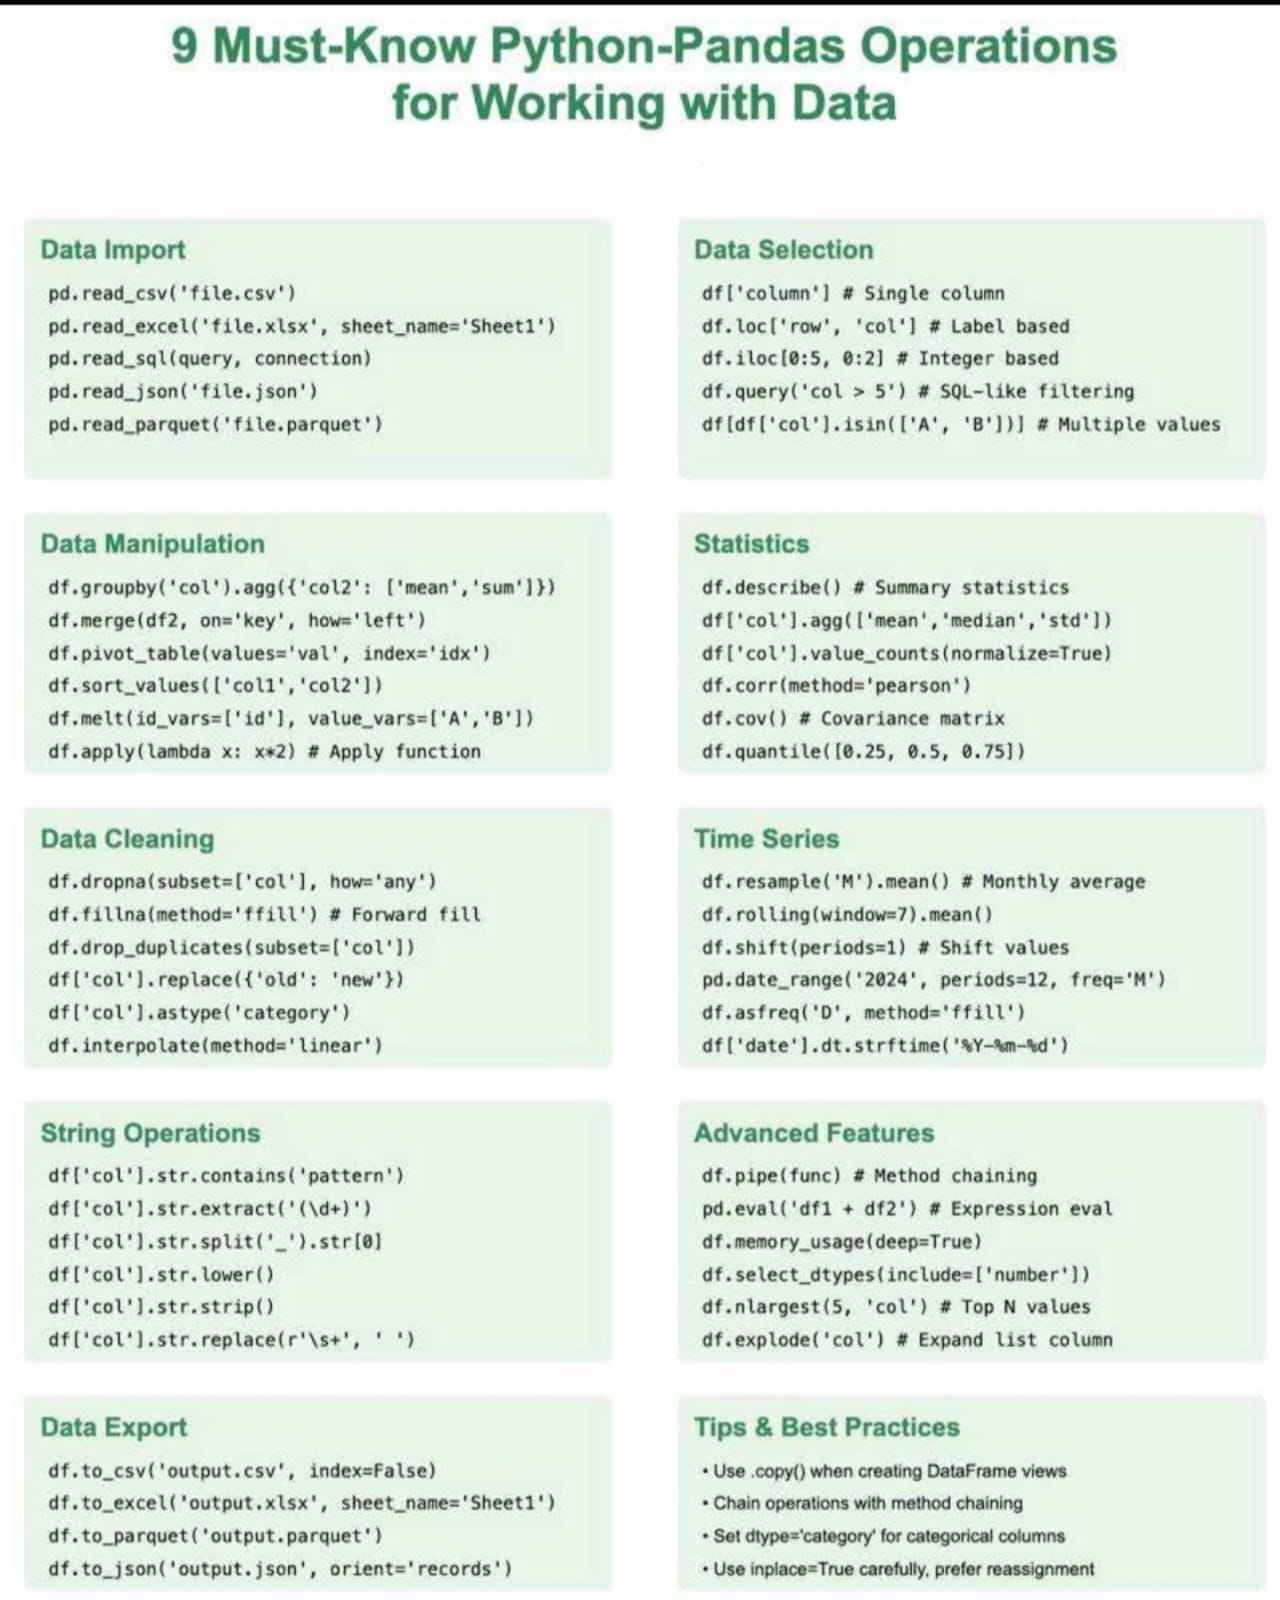 9 Must-Know Python-Pandas Operations
for Working with Data
Data Import
pd.read_csv('file.csv')
pd.read_excel('file.xlsx', sheet_name='Sheet1')
pd.read_sql(query, connection)
pd.read_json('file.json')
pd.read_parquet('file.parquet')
Data Selection
df['column'] # Single column
df.loc['row', 'col'] # Label based
df.iloc[0:5, 0:2] # Integer based
df.query('col > 5') # SQL-like filtering
df[df['col'].isin(['A', 'B'])] # Multiple values
Data Manipulation
df.groupby('col').agg({'col2': ['mean','sum']})
df.merge(df2, on='key', how='left')
df.pivot_table(values='val', index='idx')
df.sort_values(['col1','col2'])
df.melt(id_vars=['id'], value_vars=['A','B'])
df.apply(lambda x: x*2) # Apply function
Statistics
df.describe() # Summary statistics
df['col'].agg(['mean','median','std'])
df['col'].value_counts(normalize=True)
df.corr(method='pearson')
df.cov() # Covariance matrix
df.quantile([0.25, 0.5, 0.75])
Data Cleaning
df.dropna(subset=['col'], how='any')
df.fillna(method='ffill') # Forward fill
df.drop_duplicates(subset=['col'])
df['col'].replace({'old': 'new'})
df['col'].astype('category')
df.interpolate(method='linear')
Time Series
df.resample('M').mean() # Monthly average
df.rolling(window=7).mean()
df.shift(periods=1) # Shift values
pd.date_range('2024', periods=12, freq='M')
df.asfreq('D', method='ffill')
df['date'].dt.strftime('%Y-%m-%d')
String Operations
df['col'].str.contains('pattern')
df['col'].str.extract('(\d+)')
df['col'].str.split('_').str[0]
df['col'].str.lower()
df['col'].str.strip()
df['col'].str.replace(r'\s+', ' ')
Advanced Features
df.pipe(func) # Method chaining
pd.eval('df1 + df2') # Expression eval
df.memory_usage(deep=True)
df.select_dtypes(include=['number'])
df.nlargest(5, 'col') # Top N values
df.explode('col') # Expand list column
Data Export
df.to_csv('output.csv', index=False)
df.to_excel('output.xlsx', sheet_name='Sheet1')
df.to_parquet('output.parquet')
df.to_json('output.json', orient='records')
Tips & Best Practices
• Use .copy() when creating DataFrame views
• Chain operations with method chaining
• Set dtype='category' for categorical columns
• Use inplace=True carefully, prefer reassignment